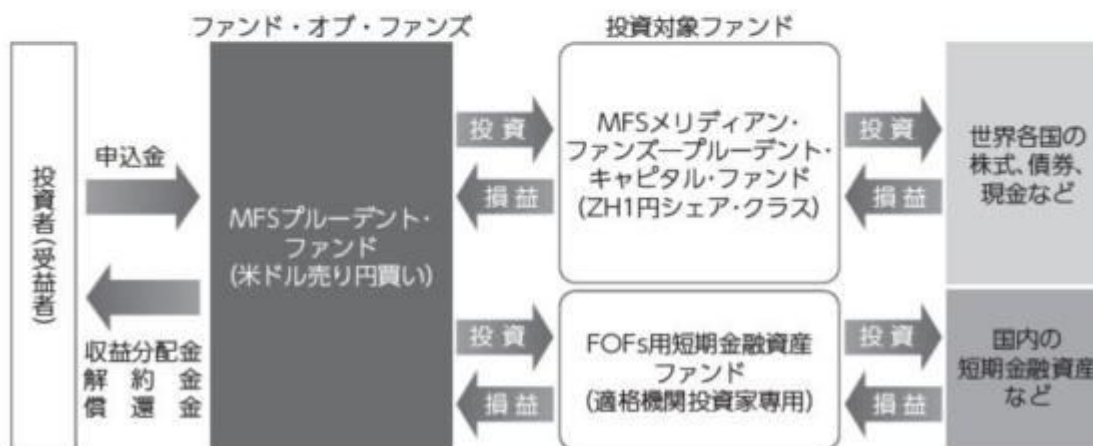 ファンド・オブ・ファンズ
投資対象ファンド
投資者(受益者)
申込金
収益分配金
解約金
償還金
MFSプルーデント・
ファンド
(米ドル売り円買い)
投資
損益
MFSメリディアン・
ファンズ―プルーデント・
キャピタル・ファンド
(ZH1円シェア・クラス)
投資
損益
世界各国の
株式、債券、
現金など
投資
損益
FOFs用短期金融資産
ファンド
(適格機関投資家専用)
投資
損益
国内の
短期金融資産
など